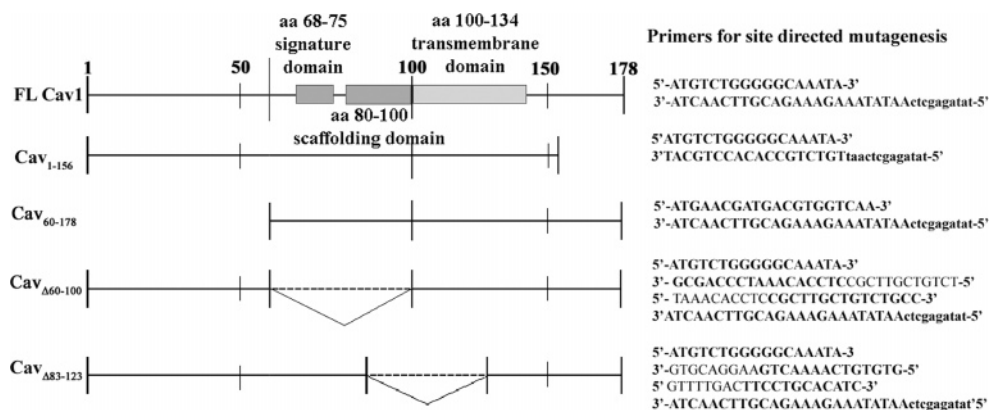 aa 68-75 aa 100-134
signature transmembrane Primers for site directed mutagenesis
domain domain
1 50 100 150 178
FL Cav1
aa 80-100
scaffolding domain
5'-ATGTCTGGGGGCAAATA-3'
3'-ATCAACTTGCAGAAAGAAATATAActcgagatat-5'
Cav1-156
5'ATGTCTGGGGGCAAATA-3'
3'TACGTCCACACCGTCTGTtaactcgagatat-5'
Cav60-178
5'-ATGAACGATGACGTGGTCAA-3'
3'-ATCAACTTGCAGAAAGAAATATAActcgagatat-5'
CavΔ60-100
5'-ATGTCTGGGGGCAAATA-3'
3'- GCGACCCTAAACACCTCCGCTTGCTGTCT-5'
5'- TAAACACCTCCGCTTGCTGTCTGCC-3'
3'ATCAACTTGCAGAAAGAAATATAActcgagatat-5'
CavΔ83-123
5'-ATGTCTGGGGGCAAATA-3
3'-GTGCAGGAAGTCAAAACTGTGTG-5'
5' GTTTTGACTTCCTGCACATC-3'
3'-ATCAACTTGCAGAAAGAAATATAActcgagatat'5'